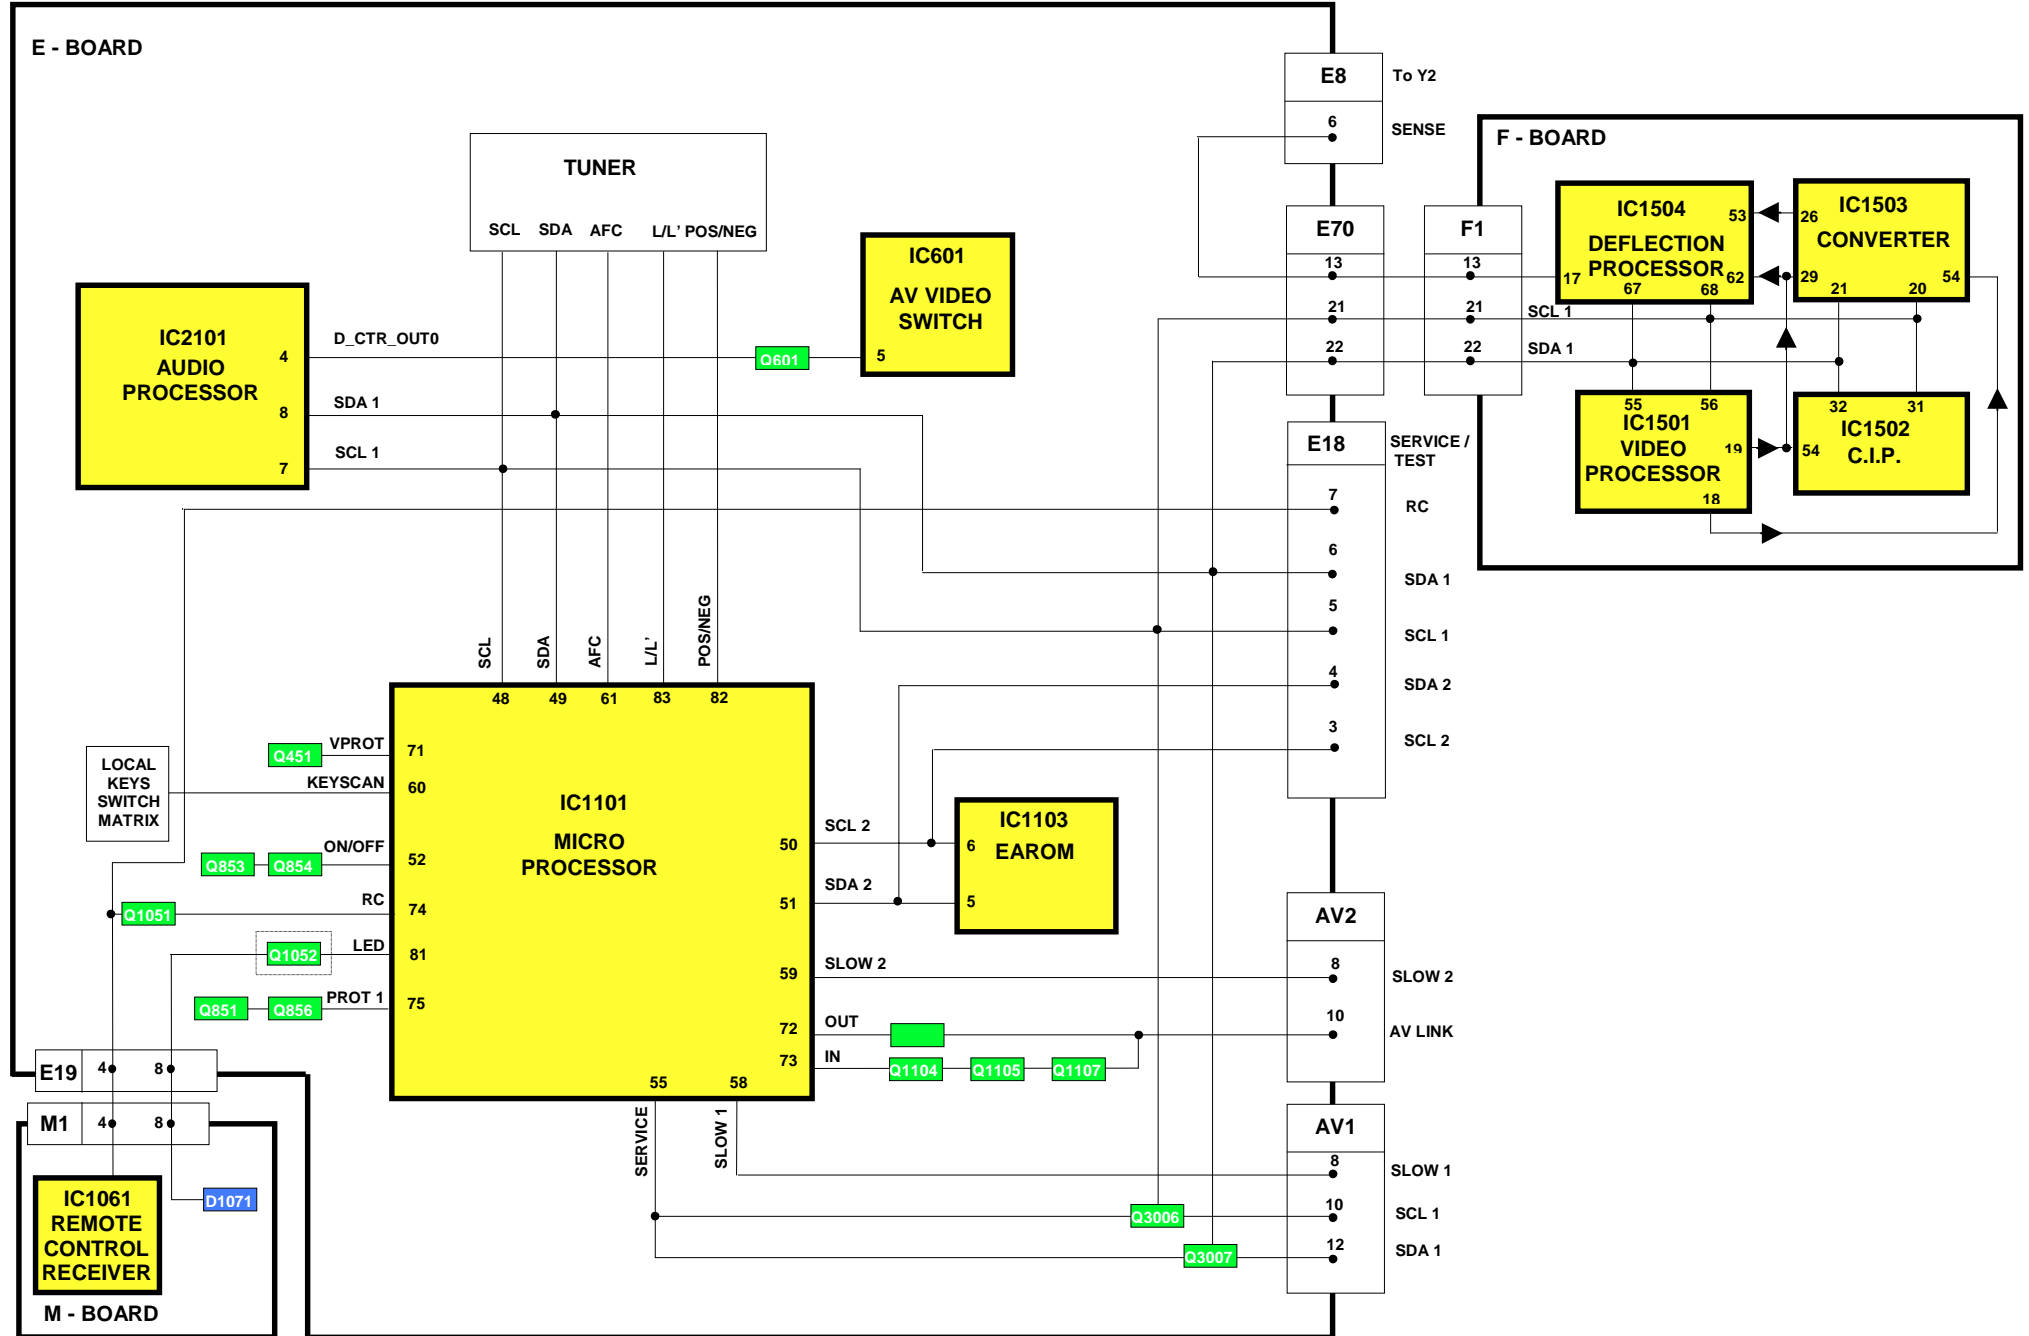 E - BOARD
E8
To Y2
6
SENSE
F - BOARD
TUNER
SCL SDA AFC L/L' POS/NEG
IC601
AV VIDEO
SWITCH
5
E70
13
21
22
F1
13
21
22
SCL 1
SDA 1
IC1504
DEFLECTION
PROCESSOR
53
17
62
67
68
IC1503
CONVERTER
26
29
54
21
20
IC2101
AUDIO
PROCESSOR
4
8
7
D_CTR_OUT0
Q601
SDA 1
SCL 1
55
56
IC1501
VIDEO
PROCESSOR
19
18
32
31
IC1502
C.I.P.
54
E18
SERVICE /
TEST
7
RC
6
SDA 1
5
SCL 1
4
SDA 2
3
SCL 2
SCL
SDA
AFC
L/L'
POS/NEG
48
49
61
83
82
IC1101
MICRO
PROCESSOR
Q451
VPROT
71
LOCAL
KEYS
SWITCH
MATRIX
KEYSCAN
60
Q853
Q854
ON/OFF
52
Q1051
RC
74
Q1052
LED
81
Q851
Q856
PROT 1
75
50
SCL 2
51
SDA 2
IC1103
EAROM
6
5
59
SLOW 2
72
OUT
73
IN
Q1104
Q1105
Q1107
55
58
SERVICE
SLOW 1
AV2
8
SLOW 2
10
AV LINK
AV1
8
SLOW 1
10
SCL 1
12
SDA 1
Q3006
Q3007
E19
4
8
M1
4
8
IC1061
REMOTE
CONTROL
RECEIVER
D1071
M - BOARD